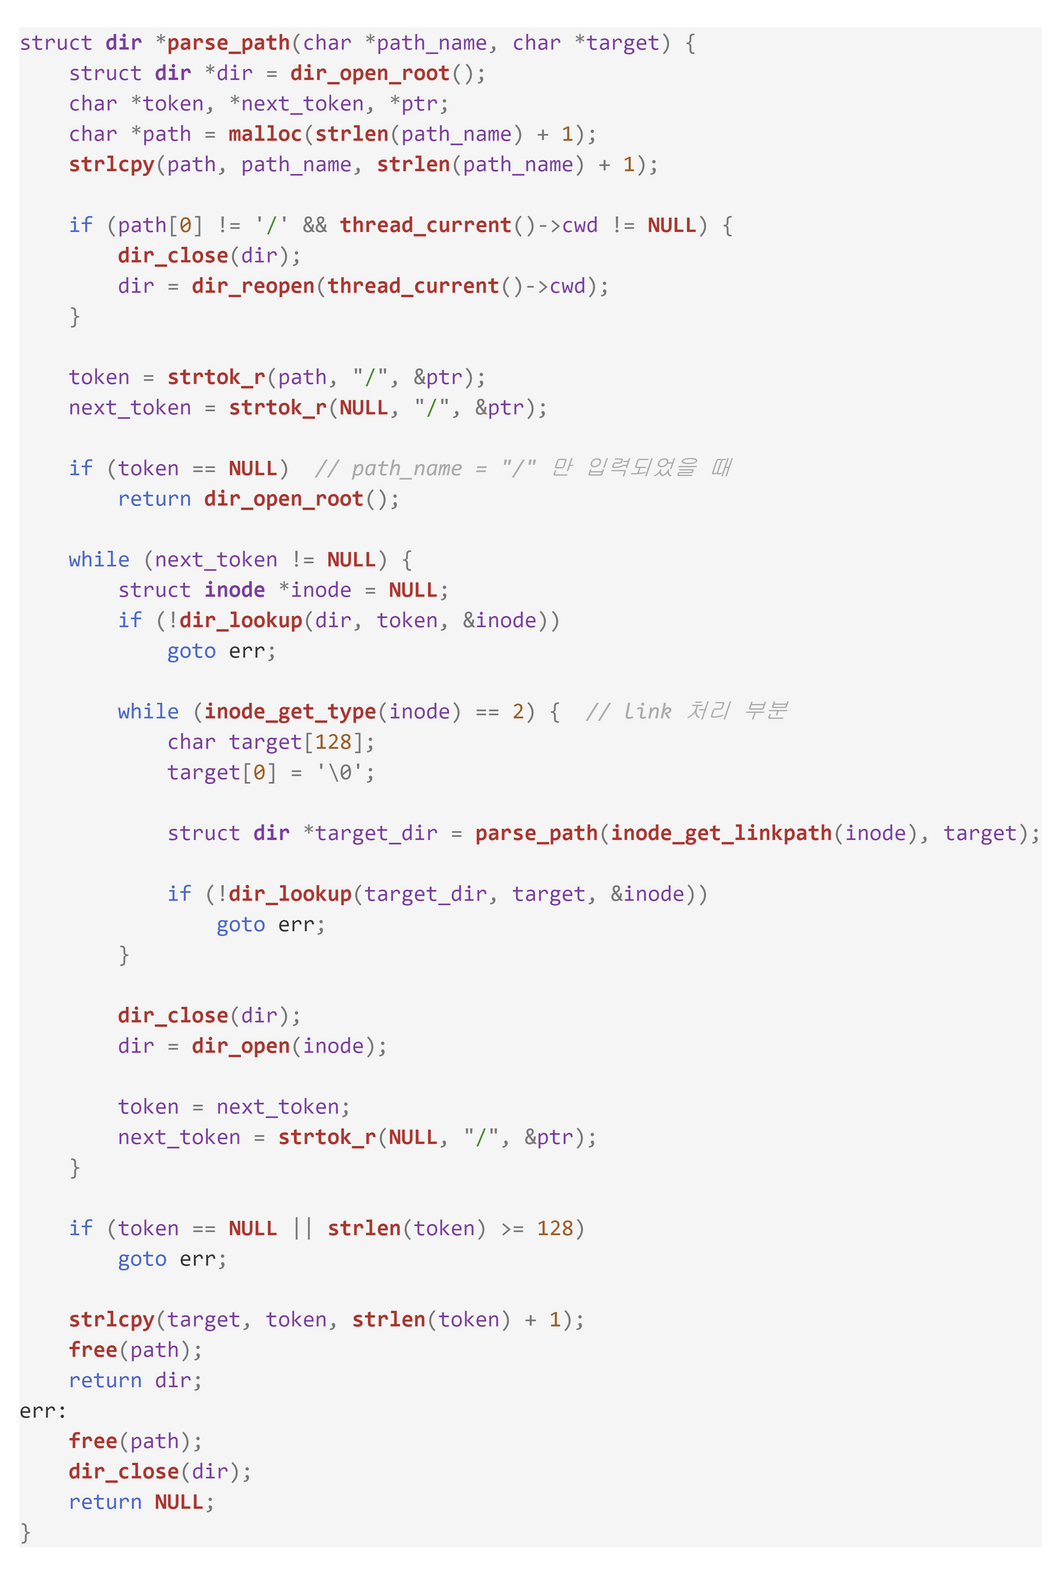 struct dir *parse_path(char *path_name, char *target) {
    struct dir *dir = dir_open_root();
    char *token, *next_token, *ptr;
    char *path = malloc(strlen(path_name) + 1);
    strlcpy(path, path_name, strlen(path_name) + 1);

    if (path[0] != '/' && thread_current()->cwd != NULL) {
        dir_close(dir);
        dir = dir_reopen(thread_current()->cwd);
    }

    token = strtok_r(path, "/", &ptr);
    next_token = strtok_r(NULL, "/", &ptr);

    if (token == NULL)  // path_name = "/" 만 입력되었을 때
        return dir_open_root();

    while (next_token != NULL) {
        struct inode *inode = NULL;
        if (!dir_lookup(dir, token, &inode))
            goto err;

        while (inode_get_type(inode) == 2) {  // link 처리 부분
            char target[128];
            target[0] = '\0';

            struct dir *target_dir = parse_path(inode_get_linkpath(inode), target);

            if (!dir_lookup(target_dir, target, &inode))
                goto err;
        }

        dir_close(dir);
        dir = dir_open(inode);

        token = next_token;
        next_token = strtok_r(NULL, "/", &ptr);
    }

    if (token == NULL || strlen(token) >= 128)
        goto err;

    strlcpy(target, token, strlen(token) + 1);
    free(path);
    return dir;
err:
    free(path);
    dir_close(dir);
    return NULL;
}